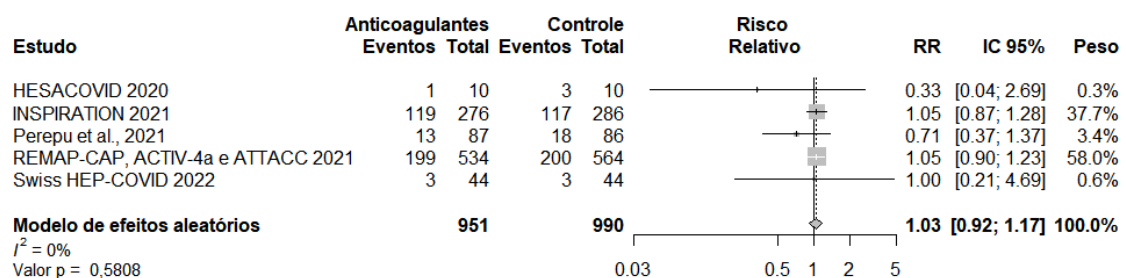 Anticoagulantes Controle Risco
Estudo Eventos Total Eventos Total Relativo RR IC 95% Peso
HESACOVID 2020 1 10 3 10 0.33 [0.04; 2.69] 0.3%
INSPIRATION 2021 119 276 117 286 1.05 [0.87; 1.28] 37.7%
Perepu et al., 2021 13 87 18 86 0.71 [0.37; 1.37] 3.4%
REMAP-CAP, ACTIV-4a e ATTACC 2021 199 534 200 564 1.05 [0.90; 1.23] 58.0%
Swiss HEP-COVID 2022 3 44 3 44 1.00 [0.21; 4.69] 0.6%
Modelo de efeitos aleatórios 951 990 1.03 [0.92; 1.17] 100.0%
I² = 0%
Valor p = 0,5808 0.03 0.5 1 2 5